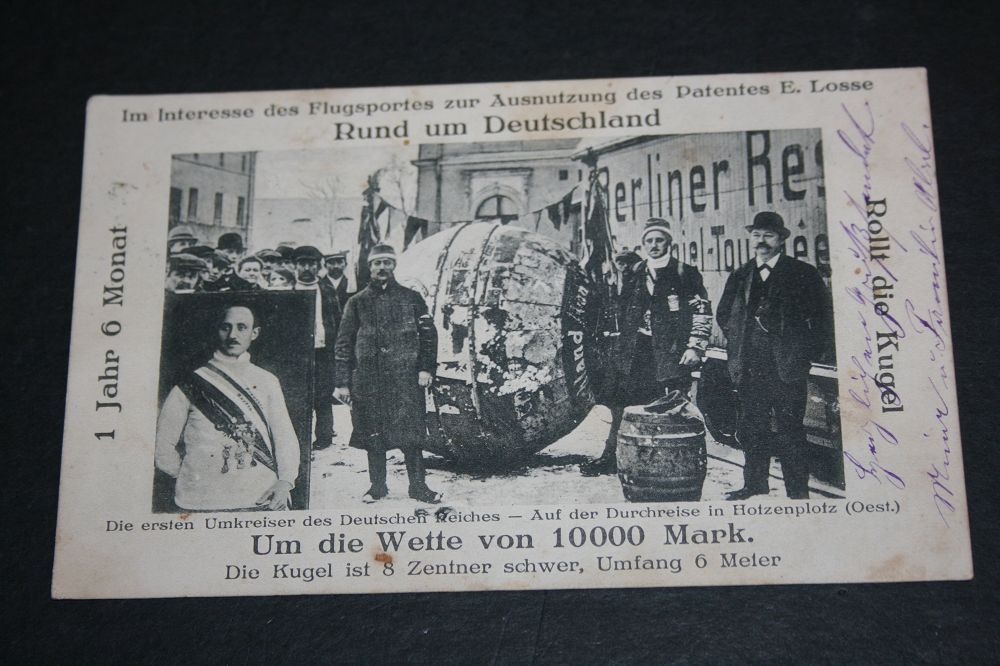 Im Interesse des Flugsportes zur Ausnutzung des Patentes E. Losse
Rund um Deutschland
1 Jahr 6 Monat
Berliner Res
Rund
Rollt die Kugel
Die ersten Umkreiser des Deutschen Reiches — Auf der Durchreise in Hotzenplotz (Oest.)
Um die Wette von 10000 Mark.
Die Kugel ist 8 Zentner schwer, Umfang 6 Meter